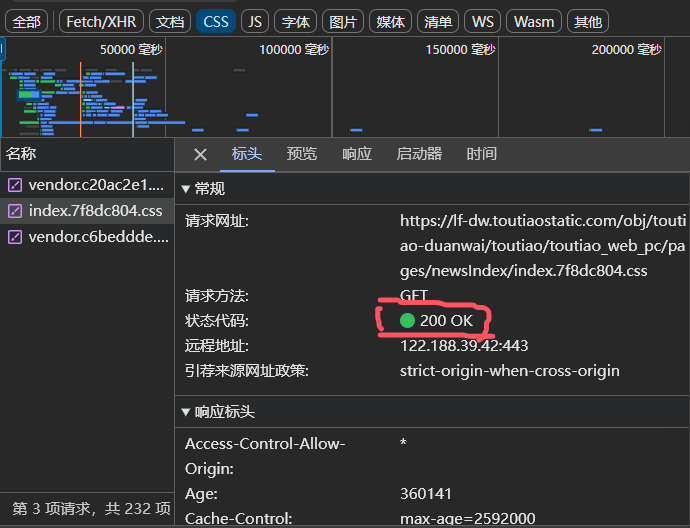 全部 Fetch/XHR 文档 CSS JS 字体 图片 媒体 清单 WS Wasm 其他
50000 毫秒 100000 毫秒 150000 毫秒 200000 毫秒
名称 标头 预览 响应 启动器 时间
vendor.c20ac2e1....
index.7f8dc804.css
vendor.c6beddde....
常规
请求网址: https://lf-dw.toutiaostatic.com/obj/touti
ao-duanwai/toutiao/toutiao_web_pc/pa
ges/newsIndex/index.7f8dc804.css
请求方法: GET
状态代码: 200 OK
远程地址: 122.188.39.42:443
引荐来源网址政策: strict-origin-when-cross-origin
响应标头
Access-Control-Allow- *
Origin:
Age: 360141
Cache-Control: max-age=2592000
第 3 项请求，共 232 项